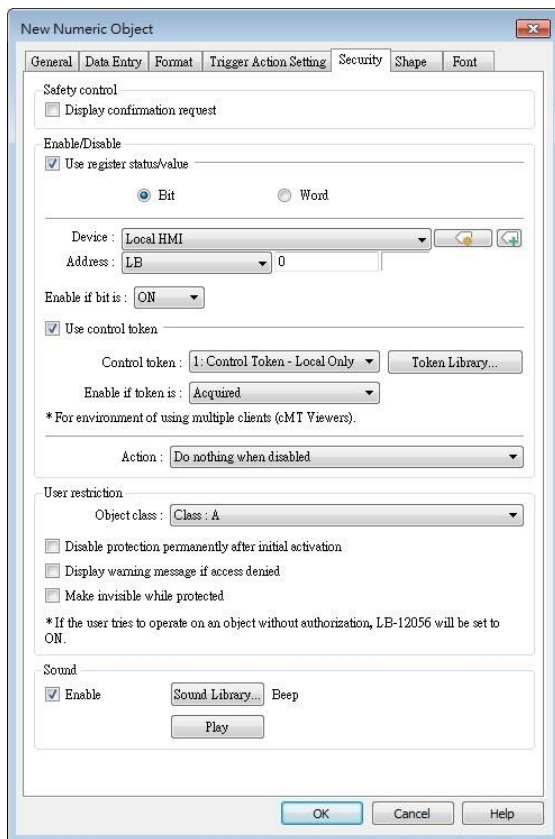 New Numeric Object
General Data Entry Format Trigger Action Setting Security Shape Font
Safety control
Display confirmation request
Enable/Disable
Use register status/value
Bit Word
Device : Local HMI
Address : LB 0
Enable if bit is : ON
Use control token
Control token : 1: Control Token - Local Only Token Library...
Enable if token is : Acquired
* For environment of using multiple clients (cMT Viewers).
Action : Do nothing when disabled
User restriction
Object class : Class : A
Disable protection permanently after initial activation
Display warning message if access denied
Make invisible while protected
* If the user tries to operate on an object without authorization, LB-12056 will be set to
ON.
Sound
Enable Sound Library... Beep
Play
OK Cancel Help